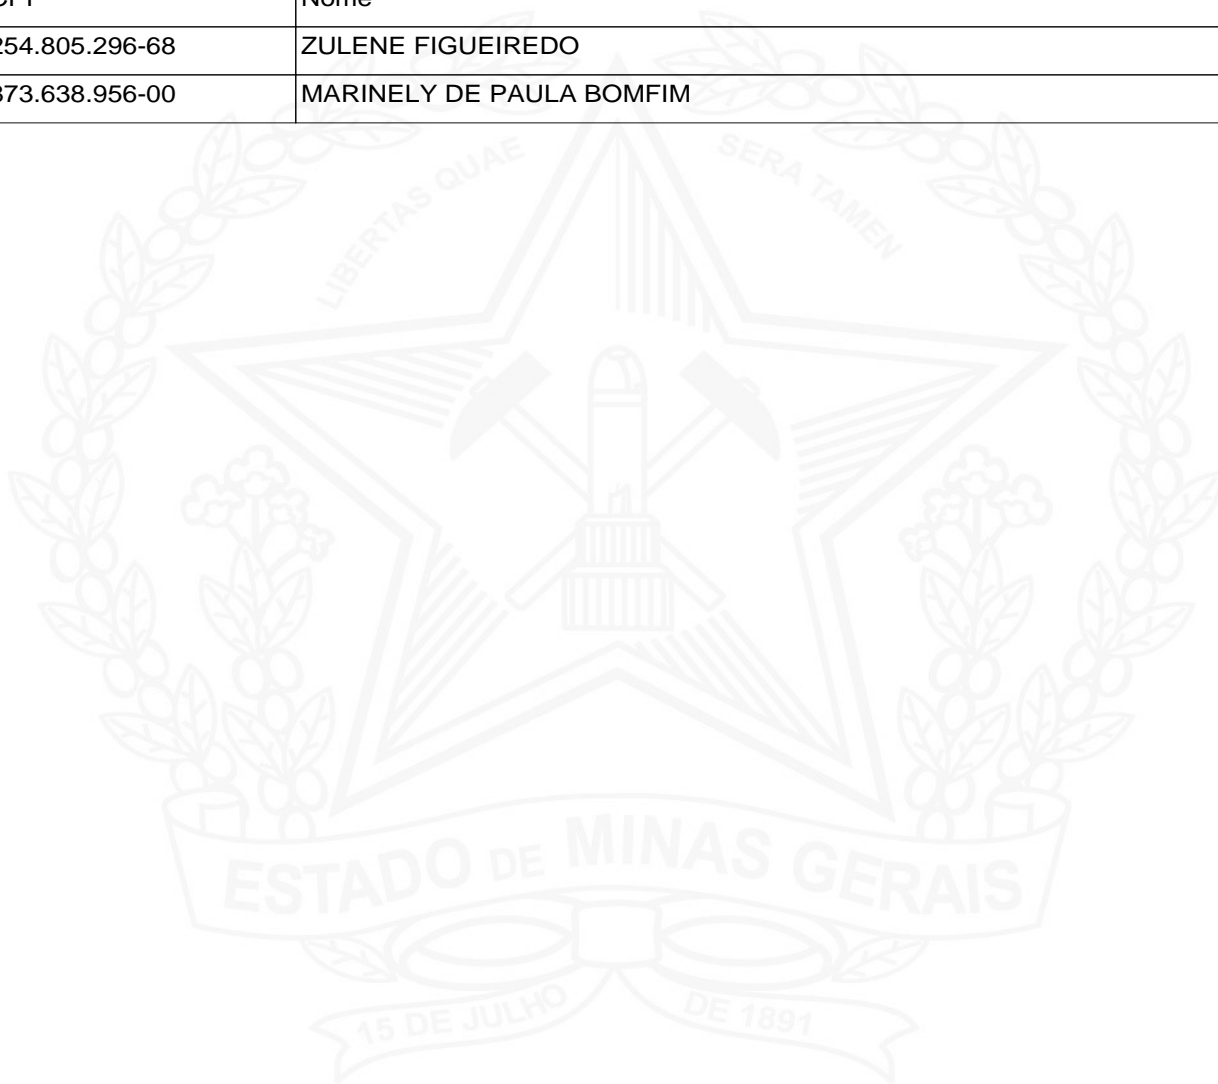 Nome
254.805.296-68 ZULENE FIGUEIREDO
873.638.956-00 MARINELY DE PAULA BOMFIM
LIBERTAS QUAE SERA TAMEN
ESTADO DE MINAS GERAIS
15 DE JULHO DE 1891